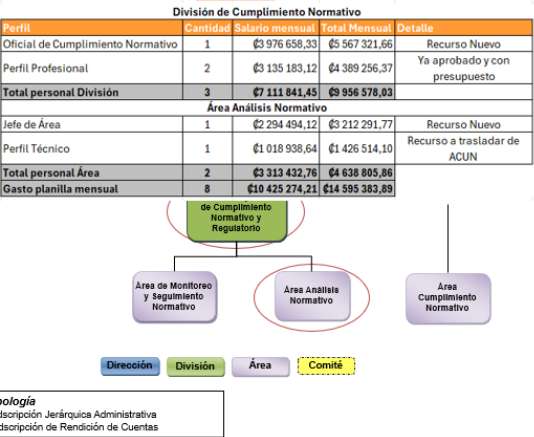 División de Cumplimiento Normativo
Perfil Cantidad Salario mensual Total Mensual Detalle
Oficial de Cumplimiento Normativo 1 ₡3 976 658,33 ₡5 567 321,66 Recurso Nuevo
Perfil Profesional 2 ₡3 135 183,12 ₡4 389 256,37 Ya aprobado y con presupuesto
Total personal División 3 ₡7 111 841,45 ₡9 956 578,03
Área Análisis Normativo
Jefe de Área 1 ₡2 294 494,12 ₡3 212 291,77 Recurso Nuevo
Perfil Técnico 1 ₡1 018 938,64 ₡1 426 514,10 Recurso a trasladar de ACUN
Total personal Área 2 ₡3 313 432,76 ₡4 638 805,86
Gasto planilla mensual 8 ₡10 425 274,21 ₡14 595 383,89
de Cumplimiento
Normativo y
Regulatorio
Área de Monitoreo
y Seguimiento
Normativo
Área Análisis
Normativo
Área
Cumplimiento
Normativo
Dirección División Área Comité
pología
dscripción Jerárquica Administrativa
dscripción de Rendición de Cuentas